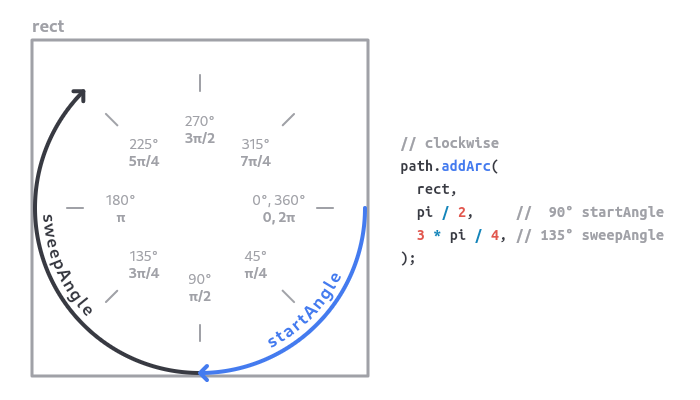 rect
270°
3π/2
225°
5π/4
315°
7π/4
180°
π
0°, 360°
0, 2π
135°
3π/4
45°
π/4
90°
π/2
sweepAngle
startAngle
// clockwise
path.addArc(
  rect,
  pi / 2,     //  90° startAngle
  3 * pi / 4, // 135° sweepAngle
);